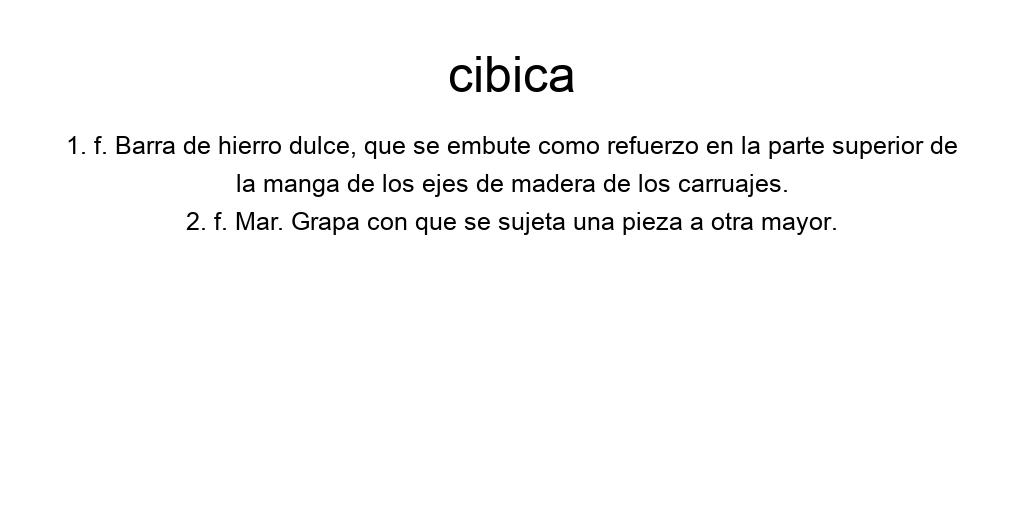 cibica
1. f. Barra de hierro dulce, que se embute como refuerzo en la parte superior de
la manga de los ejes de madera de los carruajes.
2. f. Mar. Grapa con que se sujeta una pieza a otra mayor.